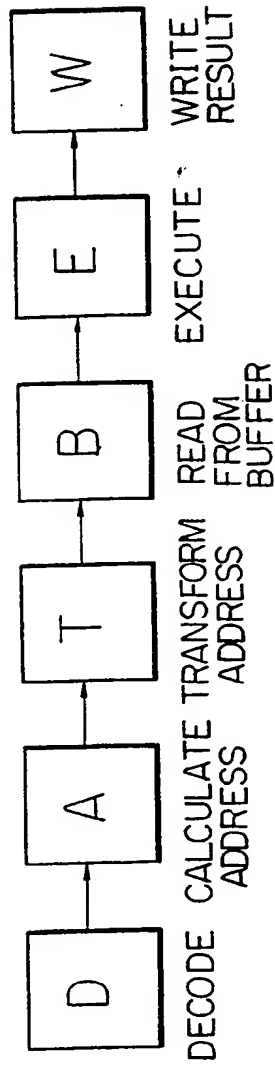 D
DECODE
A
CALCULATE
ADDRESS
T
TRANSFORM
ADDRESS
B
READ
FROM
BUFFER
E
EXECUTE
W
WRITE
RESULT